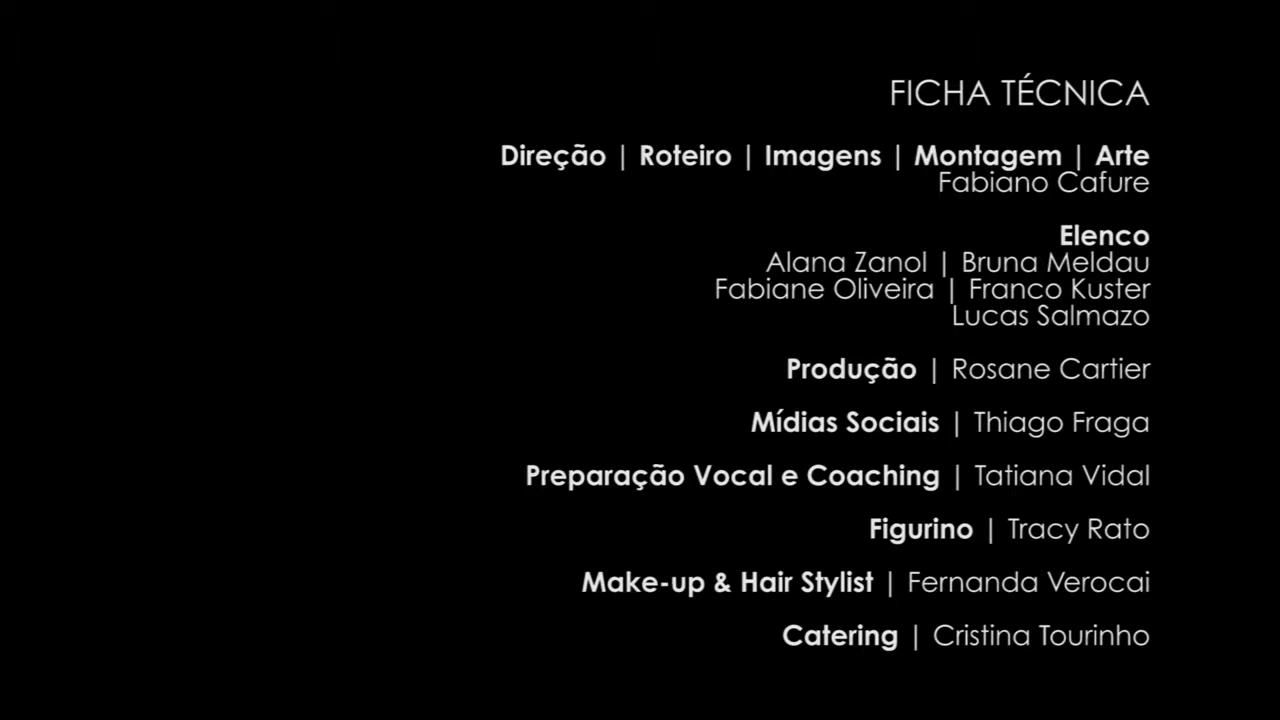 FICHA TÉCNICA
Direção | Roteiro | Imagens | Montagem | Arte
Fabiano Cafure
Elenco
Alana Zanol | Bruna Meldau
Fabiane Oliveira | Franco Kuster
Lucas Salmazo
Produção | Rosane Cartier
Mídias Sociais | Thiago Fraga
Preparação Vocal e Coaching | Tatiana Vidal
Figurino | Tracy Rato
Make-up & Hair Stylist | Fernanda Verocai
Catering | Cristina Tourinho